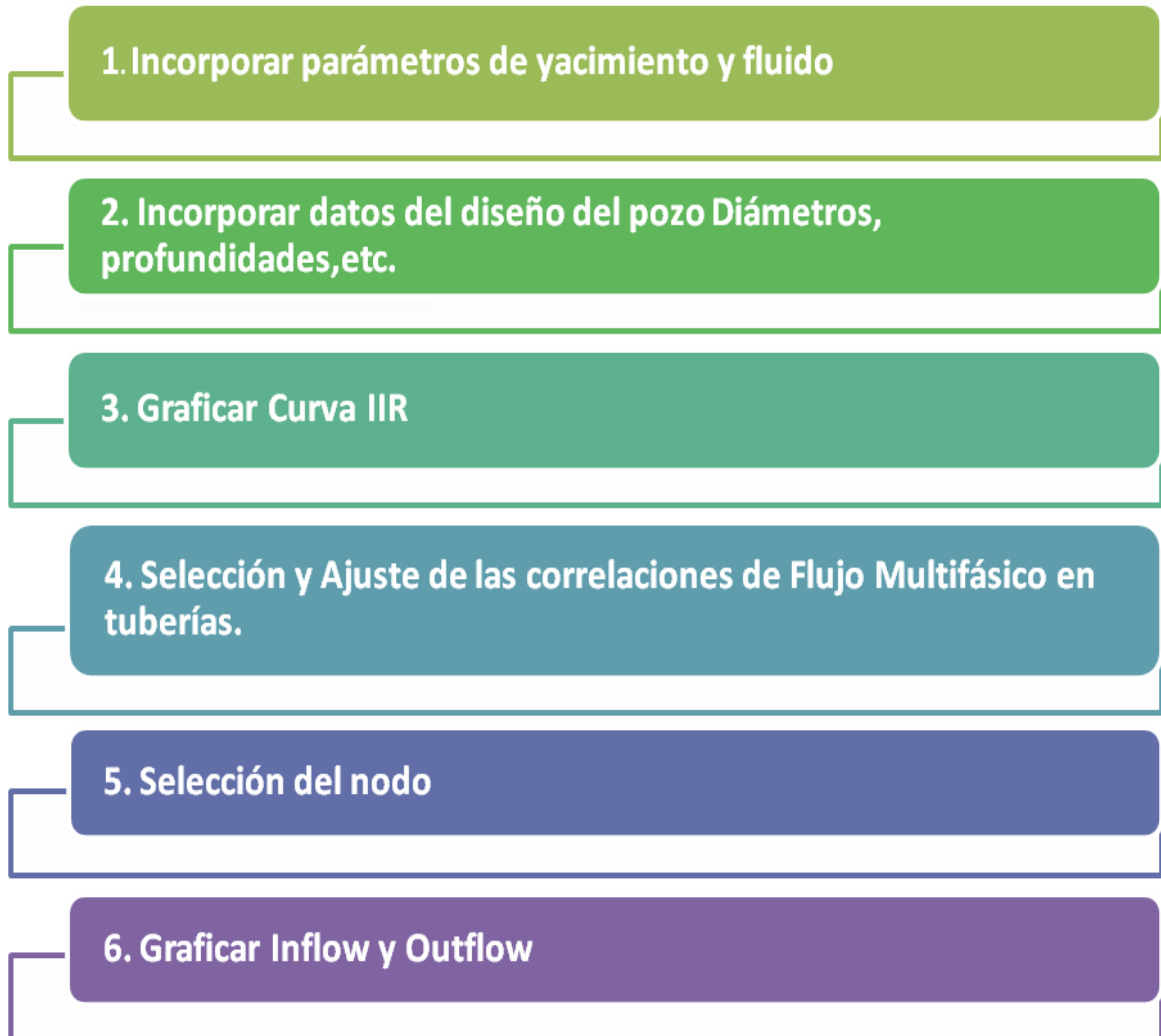 1. Incorporar parámetros de yacimiento y fluido
2. Incorporar datos del diseño del pozo Diámetros,
profundidades,etc.
3. Graficar Curva IIR
4. Selección y Ajuste de las correlaciones de Flujo Multifásico en
tuberías.
5. Selección del nodo
6. Graficar Inflow y Outflow